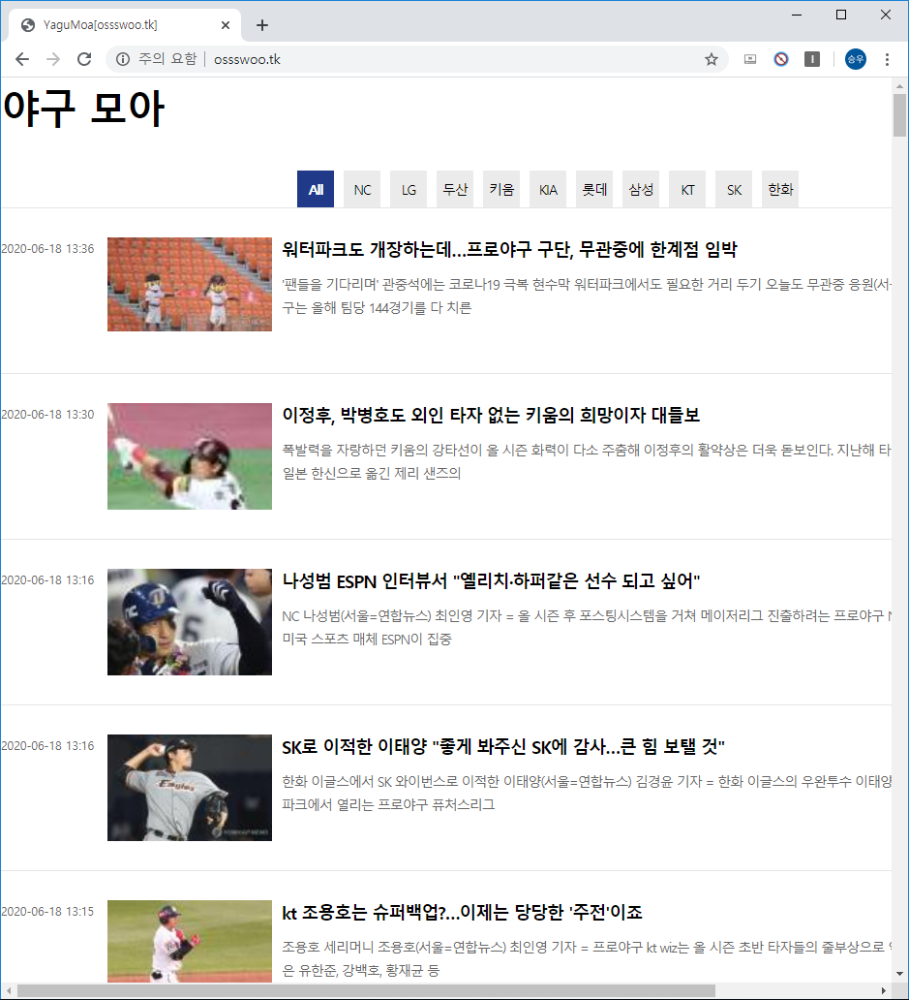 YaguMoa[ossswoo.tk]
주의 요함
ossswoo.tk
승우
야구 모아
All NC LG 두산 키움 KIA 롯데 삼성 KT SK 한화
2020-06-18 13:36
워터파크도 개장하는데…프로야구 구단, 무관중에 한계점 임박
'팬들을 기다리며' 관중석에는 코로나19 극복 현수막 워터파크에서도 필요한 거리 두기 오늘도 무관중 응원(서
구는 올해 팀당 144경기를 다 치른
2020-06-18 13:30
이정후, 박병호도 외인 타자 없는 키움의 희망이자 대들보
폭발력을 자랑하던 키움의 강타선이 올 시즌 화력이 다소 주춤해 이정후의 활약상은 더욱 돋보인다. 지난해 타
일본 한신으로 옮긴 제리 샌즈의
2020-06-18 13:16
나성범 ESPN 인터뷰서 "옐리치·하퍼같은 선수 되고 싶어"
NC 나성범(서울=연합뉴스) 최인영 기자 = 올 시즌 후 포스팅시스템을 거쳐 메이저리그 진출하려는 프로야구 N
미국 스포츠 매체 ESPN이 집중
2020-06-18 13:16
SK로 이적한 이태양 "좋게 봐주신 SK에 감사…큰 힘 보탤 것"
한화 이글스에서 SK 와이번스로 이적한 이태양(서울=연합뉴스) 김경윤 기자 = 한화 이글스의 우완투수 이태양
파크에서 열리는 프로야구 퓨처스리그
Eagles
2020-06-18 13:15
kt 조용호는 슈퍼백업?…이제는 당당한 '주전'이죠
조용호 세리머니 조용호(서울=연합뉴스) 최인영 기자 = 프로야구 kt wiz는 올 시즌 초반 타자들의 줄부상으로
은 유한준, 강백호, 황재균 등